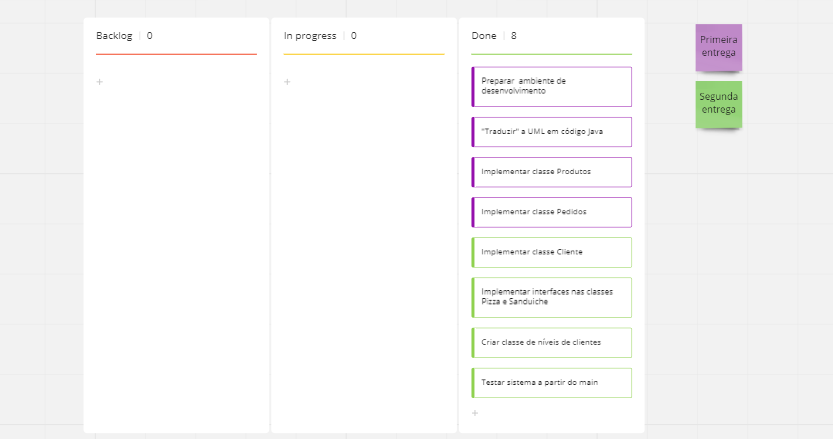 Backlog | 0
In progress | 0
Done | 8
Preparar ambiente de
desenvolvimento
"Traduzir" a UML em código Java
Implementar classe Produtos
Implementar classe Pedidos
Implementar classe Cliente
Implementar interfaces nas classes
Pizza e Sanduiche
Criar classe de níveis de clientes
Testar sistema a partir do main
Primeira
entrega
Segunda
entrega